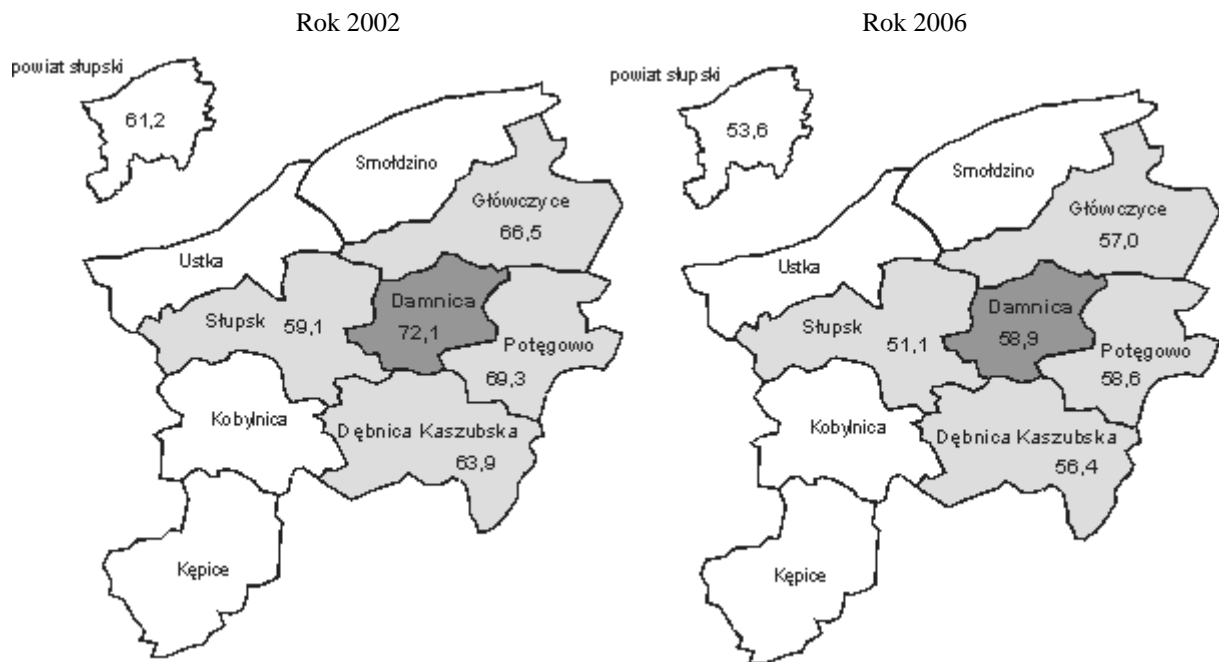 Rok 2002
powiat słupski
61,2
Smołdzino
Główczyce
66,5
Ustka
Damnica
72,1
Słupsk 59,1
Potęgowo
69,3
Kobylnica
Dębnica Kaszubska
63,9
Kępice
Rok 2006
powiat słupski
53,6
Smołdzino
Główczyce
57,0
Ustka
Damnica
58,9
Słupsk
51,1
Potęgowo
58,6
Kobylnica
Dębnica Kaszubska
56,4
Kępice